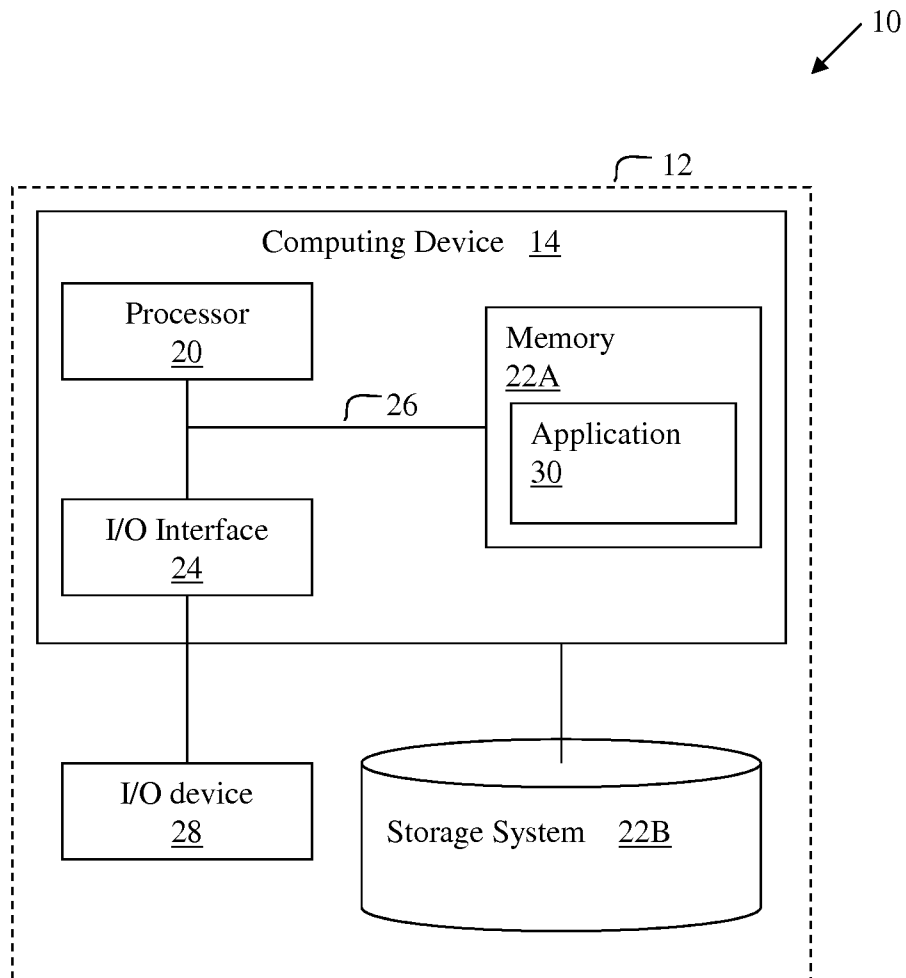 10
12
Computing Device 14
Processor
20
Memory
22A
26
Application
30
I/O Interface
24
I/O device
28
Storage System 22B